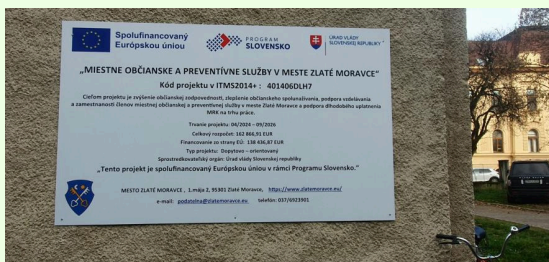 Spolufinancovaný
Európskou úniou
PROGRAM
SLOVENSKO
ÚRAD VLÁDY
SLOVENSKEJ REPUBLIKY
„MIESTNE OBČIANSKE A PREVENTÍVNE SLUŽBY V MESTE ZLATÉ MORAVCE“
Kód projektu v ITMS2014+ : 401406DLH7
Cieľom projektu je zvýšenie občianskej zodpovednosti, zlepšenie občianskeho spolunažívania, podpora vzdelávania
a zamestnanosti členov miestnej občianskej a preventívnej služby v meste Zlaté Moravce a podpora dlhodobého uplatnenia
MRK na trhu práce.
Trvanie projektu: 04/2024 – 09/2026
Celkový rozpočet: 162 866,91 EUR
Financovanie zo strany EÚ: 138 436,87 EUR
Typ projektu: Dopytovo – orientovaný
Sprostredkovateľský orgán: Úrad vlády Slovenskej republiky
„Tento projekt je spolufinancovaný Európskou úniou v rámci Programu Slovensko.“
MESTO ZLATÉ MORAVCE , 1.mája 2, 95301 Zlaté Moravce, https://www.zlatemoravce.eu/
e-mail: podatelna@zlatemoravce.eu telefón: 037/6923901